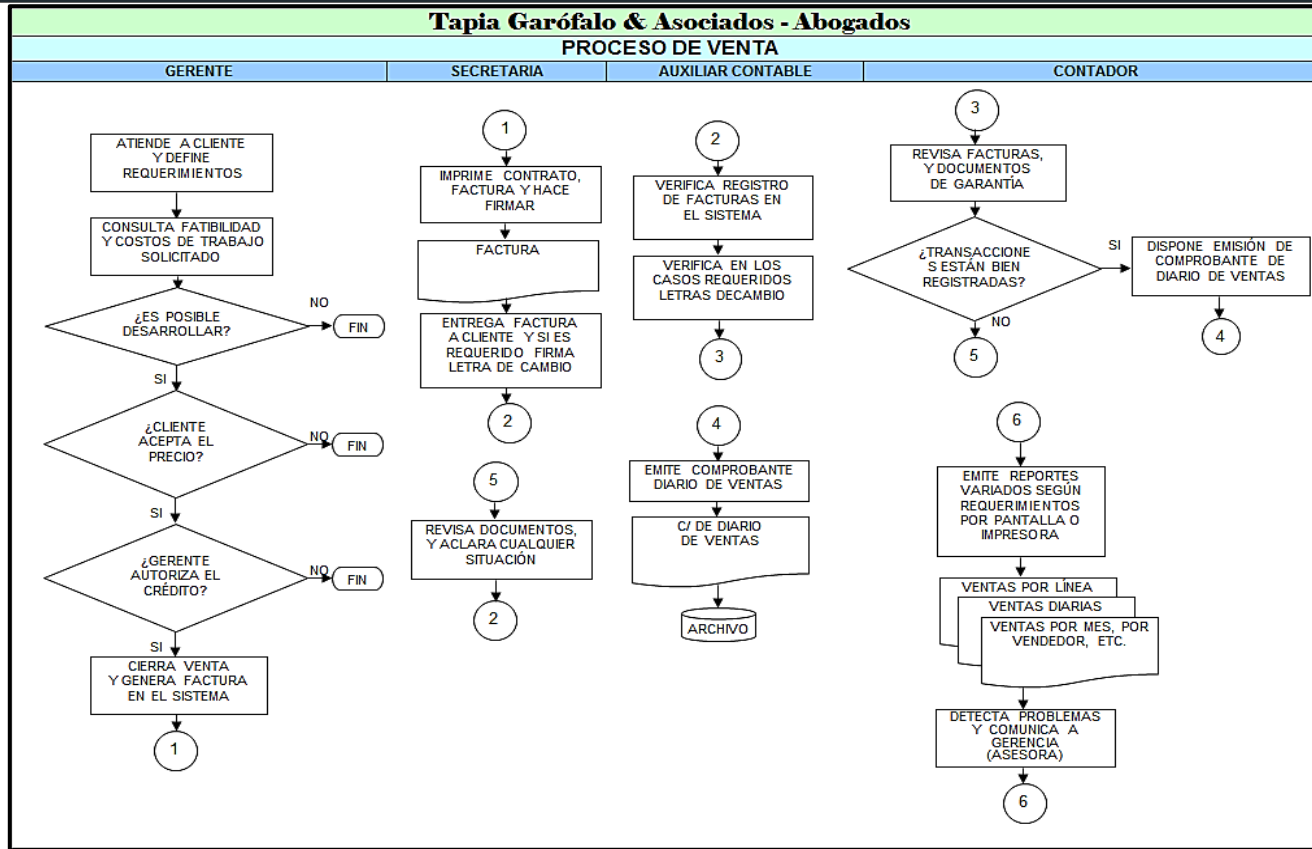 Tapia Garófalo & Asociados - Abogados
PROCESO DE VENTA
GERENTE
SECRETARIA
AUXILIAR CONTABLE
CONTADOR
ATIENDE A CLIENTE
Y DEFINE
REQUERIMIENTOS
CONSULTA FATIBILIDAD
Y COSTOS DE TRABAJO
SOLICITADO
¿ES POSIBLE
DESARROLLAR?
NO
FIN
SI
¿CLIENTE
ACEPTA EL
PRECIO?
NO
FIN
SI
¿GERENTE
AUTORIZA EL
CRÉDITO?
NO
FIN
SI
CIERRA VENTA
Y GENERA FACTURA
EN EL SISTEMA
1
1
IMPRIME CONTRATO,
FACTURA Y HACE
FIRMAR
FACTURA
ENTREGA FACTURA
A CLIENTE Y SI ES
REQUERIDO FIRMA
LETRA DE CAMBIO
2
5
REVISA DOCUMENTOS,
Y ACLARA CUALQUIER
SITUACIÓN
2
2
VERIFICA REGISTRO
DE FACTURAS EN
EL SISTEMA
VERIFICA EN LOS
CASOS REQUERIDOS
LETRAS DECAMBIO
3
4
EMITE COMPROBANTE
DIARIO DE VENTAS
C/ DE DIARIO
DE VENTAS
ARCHIVO
3
REVISA FACTURAS,
Y DOCUMENTOS
DE GARANTÍA
¿TRANSACCIONE
S ESTÁN BIEN
REGISTRADAS?
SI
DISPONE EMISIÓN DE
COMPROBANTE DE
DIARIO DE VENTAS
4
NO
5
6
EMITE REPORTES
VARIADOS SEGÚN
REQUERIMIENTOS
POR PANTALLA O
IMPRESORA
VENTAS POR LÍNEA
VENTAS DIARIAS
VENTAS POR MES, POR
VENDEDOR, ETC.
DETECTA PROBLEMAS
Y COMUNICA A
GERENCIA
(ASESORA)
6